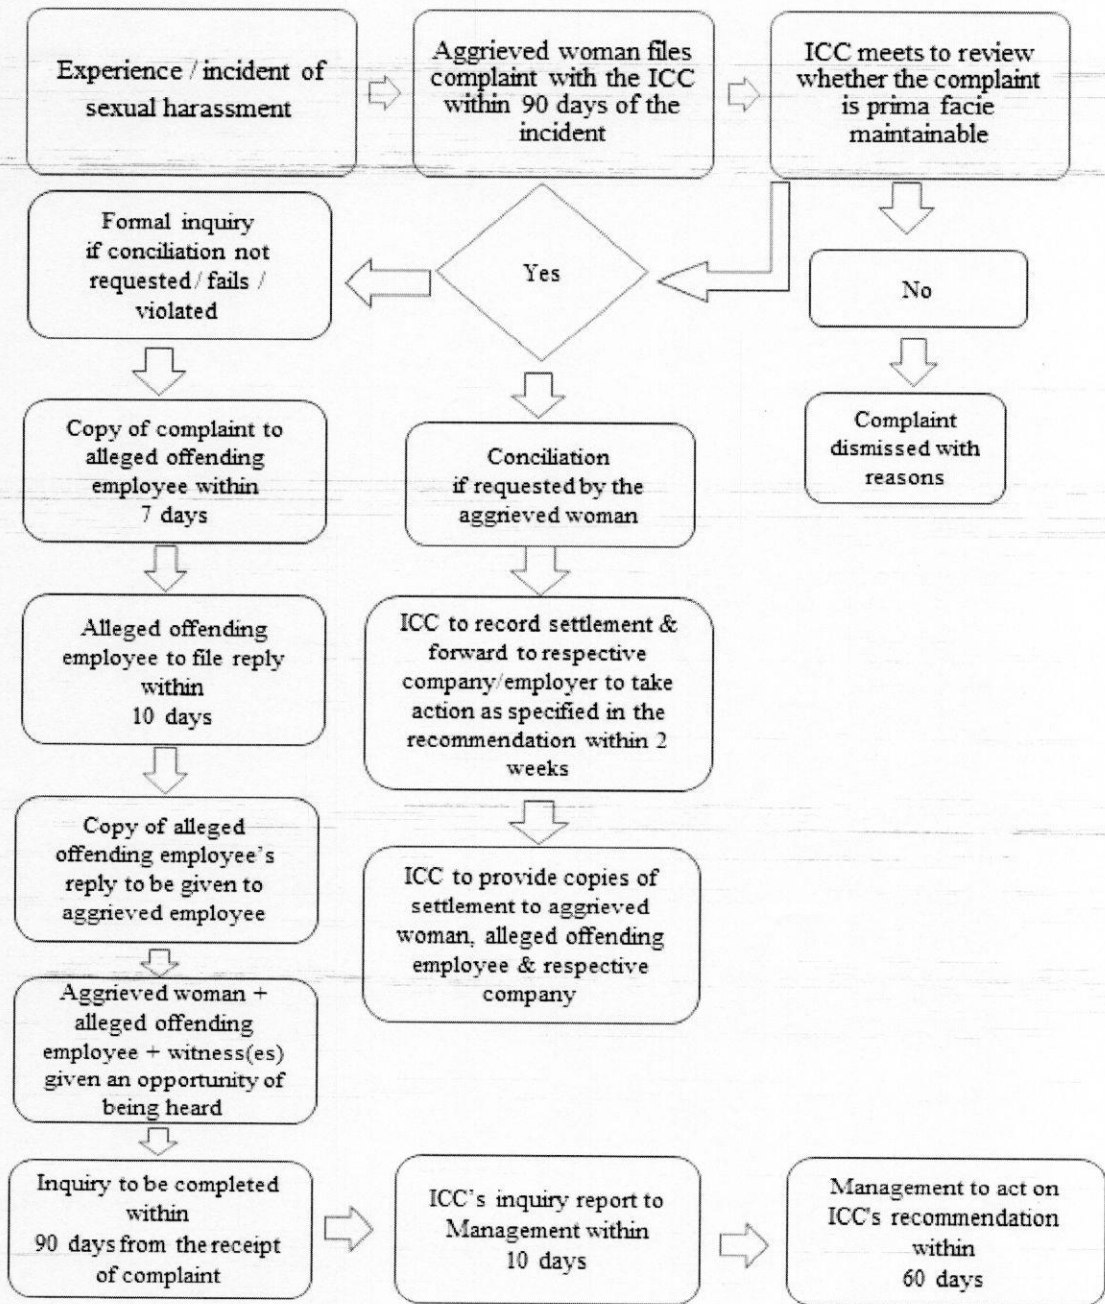 Experience / incident of
sexual harassment
Aggrieved woman files
complaint with the ICC
within 90 days of the
incident
ICC meets to review
whether the complaint
is prima facie
maintainable
Formal inquiry
if conciliation not
requested / fails /
violated
Yes
No
Copy of complaint to
alleged offending
employee within
7 days
Conciliation
if requested by the
aggrieved woman
Complaint
dismissed with
reasons
Alleged offending
employee to file reply
within
10 days
ICC to record settlement &
forward to respective
company/employer to take
action as specified in the
recommendation within 2
weeks
Copy of alleged
offending employee's
reply to be given to
aggrieved employee
ICC to provide copies of
settlement to aggrieved
woman, alleged offending
employee & respective
company
Aggrieved woman +
alleged offending
employee + witness(es)
given an opportunity of
being heard
Inquiry to be completed
within
90 days from the receipt
of complaint
ICC's inquiry report to
Management within
10 days
Management to act on
ICC's recommendation
within
60 days